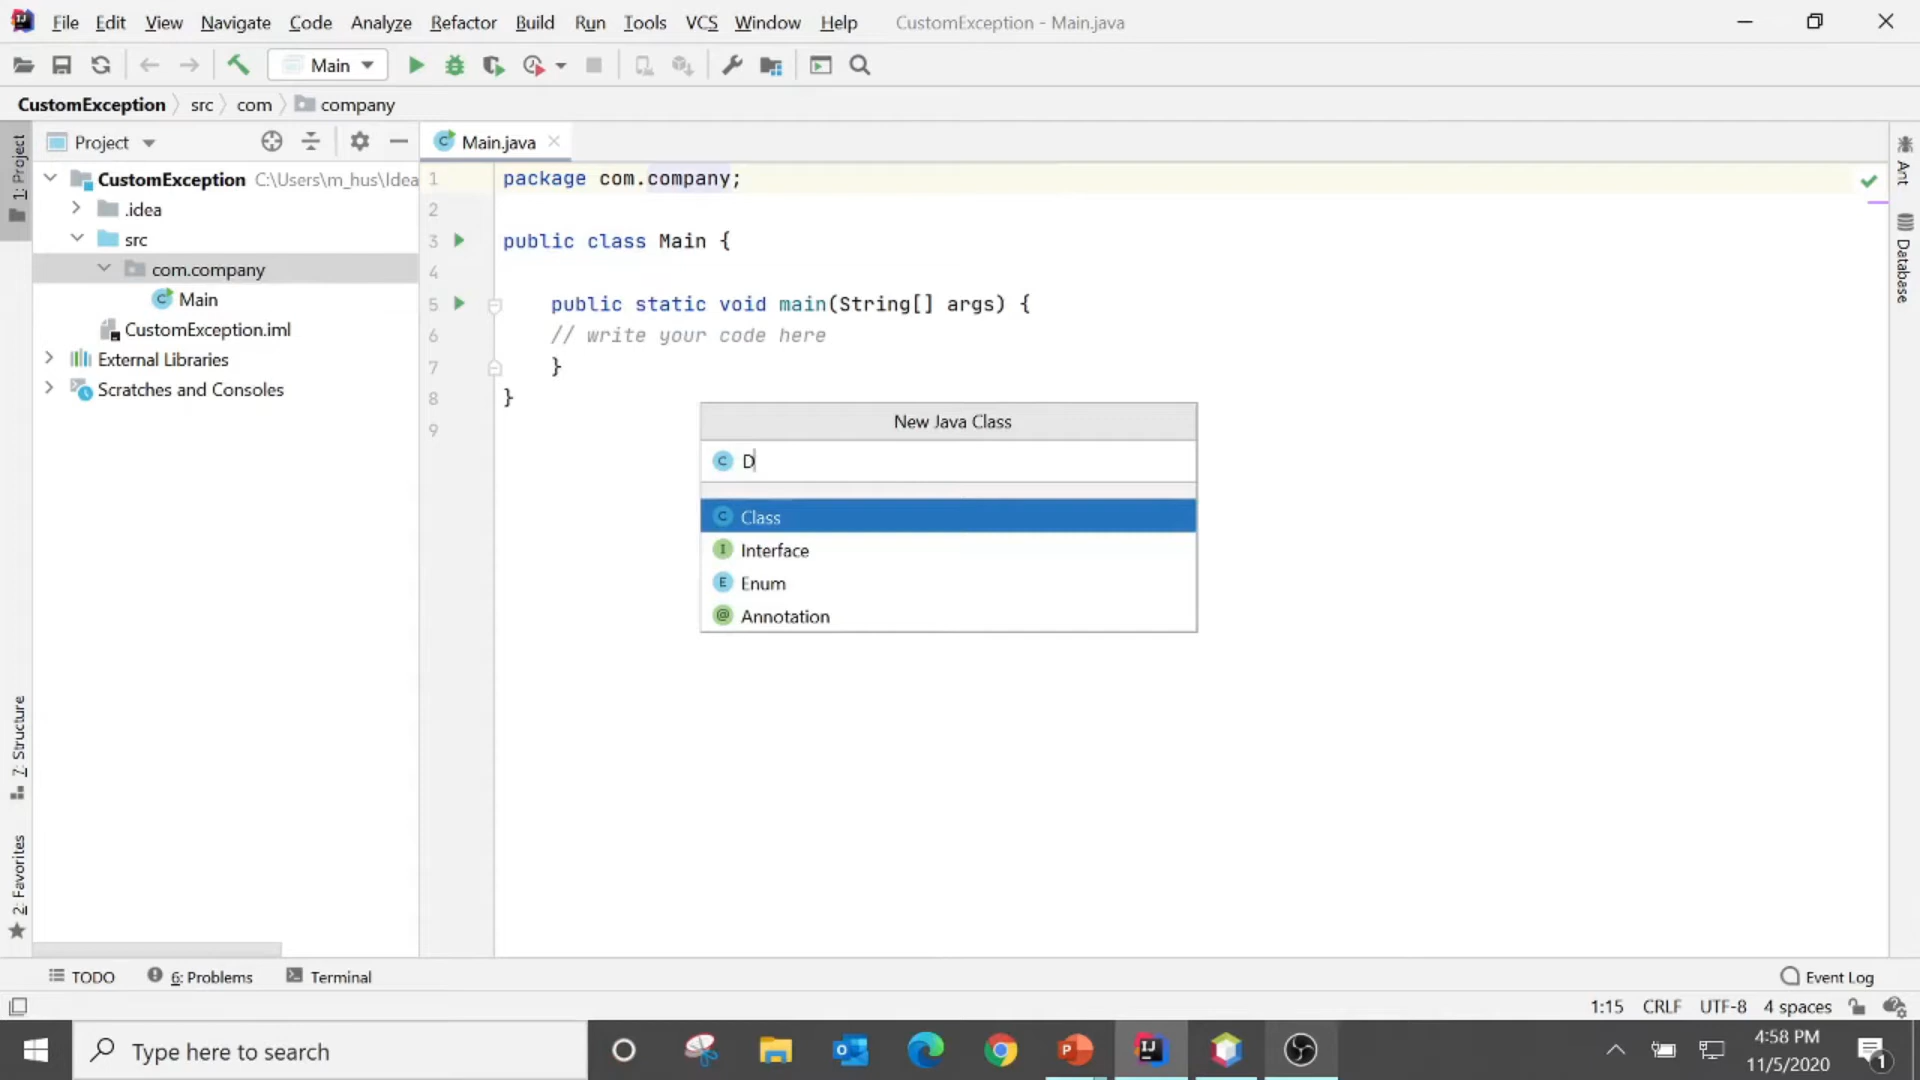 File Edit View Navigate Code Analyze Refactor Build Run Tools VCS Window Help CustomException - Main.java
Main
CustomException src com company
1: Project
Project
Main.java
CustomException C:\Users\m_hus\Idea
.idea
src
com.company
Main
CustomException.iml
External Libraries
Scratches and Consoles
1 package com.company;
2
3 public class Main {
4
5 public static void main(String[] args) {
6 // write your code here
7 }
8 }
9
New Java Class
D
Class
Interface
Enum
Annotation
Ant
Database
7: Structure
2: Favorites
TODO 6: Problems Terminal Event Log
1:15 CRLF UTF-8 4 spaces
Type here to search
4:58 PM
11/5/2020
1